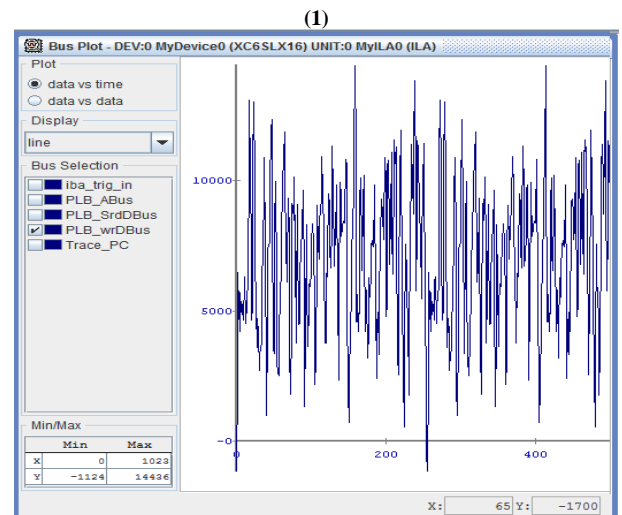 (1)
Bus Plot - DEV:0 MyDevice0 (XC6SLX16) UNIT:0 MyILA0 (ILA)
Plot
data vs time
data vs data
Display
line
Bus Selection
iba_trig_in
PLB_ABus
PLB_SrdDBus
PLB_wrDBus
Trace_PC
Min/Max
Min Max
X 0 1023
Y -1124 14436
10000
5000
-0
0 200 400
X: 65 Y: -1700